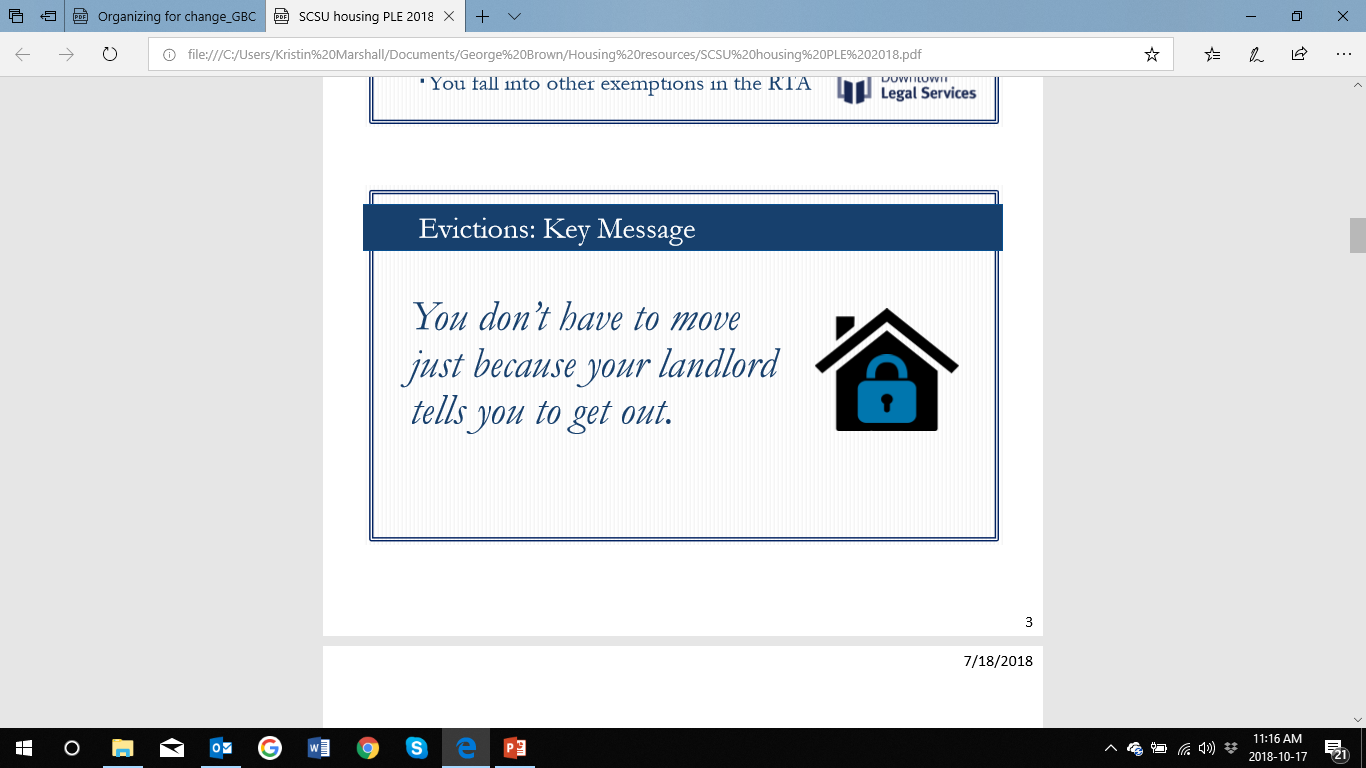 Organizing for change_GBC
SCSU housing PLE 2018
file:///C:/Users/Kristin%20Marshall/Documents/George%20Brown/Housing%20resources/SCSU%20housing%20PLE%202018.pdf
You fall into other exemptions in the RTA
Downtown
Legal Services
Evictions: Key Message
You don't have to move
just because your landlord
tells you to get out.
3
7/18/2018
11:16 AM
2018-10-17
21